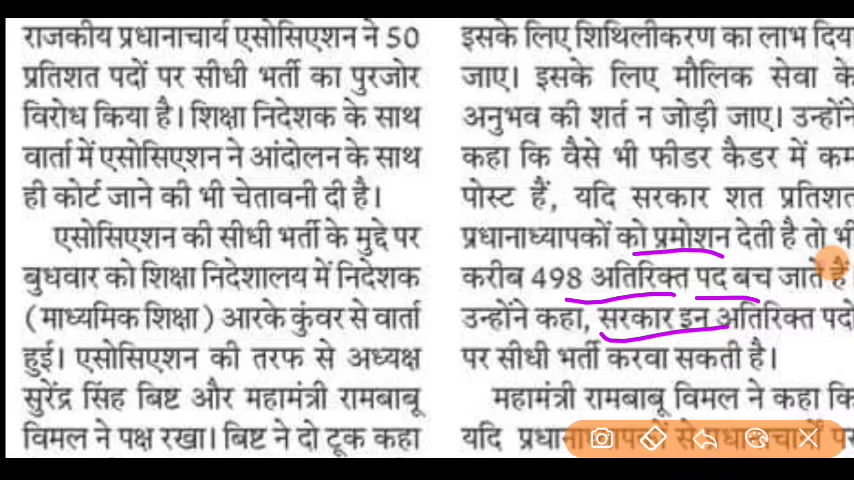 राजकीय प्रधानाचार्य एसोसिएशन ने 50
प्रतिशत पदों पर सीधी भर्ती का पुरजोर
विरोध किया है। शिक्षा निदेशक के साथ
वार्ता में एसोसिएशन ने आंदोलन के साथ
ही कोर्ट जाने की भी चेतावनी दी है।
एसोसिएशन की सीधी भर्ती के मुद्दे पर
बुधवार को शिक्षा निदेशालय में निदेशक
(माध्यमिक शिक्षा) आरके कुंवर से वार्ता
हुई। एसोसिएशन की तरफ से अध्यक्ष
सुरेंद्र सिंह बिष्ट और महामंत्री रामबाबू
विमल ने पक्ष रखा। बिष्ट ने दो टूक कहा
इसके लिए शिथिलीकरण का लाभ दिया
जाए। इसके लिए मौलिक सेवा के
अनुभव की शर्त न जोड़ी जाए। उन्होंने
कहा कि वैसे भी फीडर कैडर में कम
पोस्ट हैं, यदि सरकार शत प्रतिशत
प्रधानाध्यापकों को प्रमोशन देती है तो भी
करीब 498 अतिरिक्त पद बच जाते हैं
उन्होंने कहा, सरकार इन अतिरिक्त पदों
पर सीधी भर्ती करवा सकती है।
महामंत्री रामबाबू विमल ने कहा कि
यदि